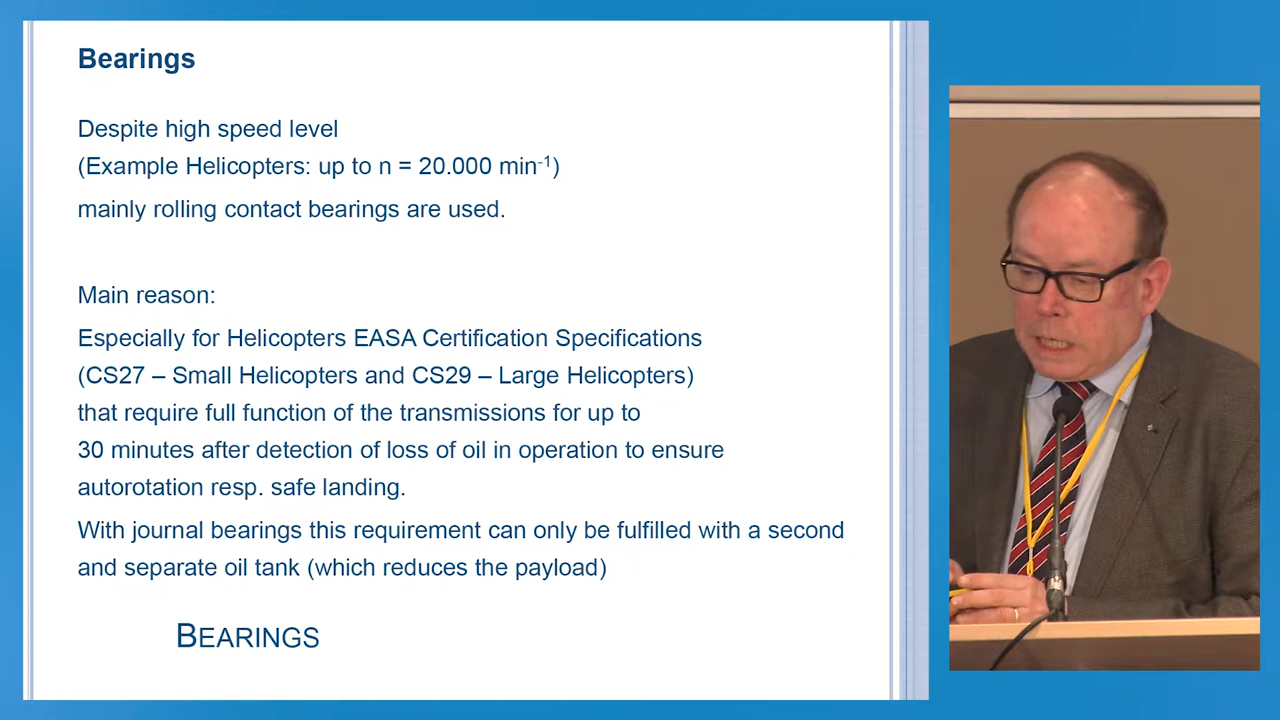 Bearings
Despite high speed level
(Example Helicopters: up to n = 20.000 min⁻¹)
mainly rolling contact bearings are used.
Main reason:
Especially for Helicopters EASA Certification Specifications
(CS27 – Small Helicopters and CS29 – Large Helicopters)
that require full function of the transmissions for up to
30 minutes after detection of loss of oil in operation to ensure
autorotation resp. safe landing.
With journal bearings this requirement can only be fulfilled with a second
and separate oil tank (which reduces the payload)
BEARINGS